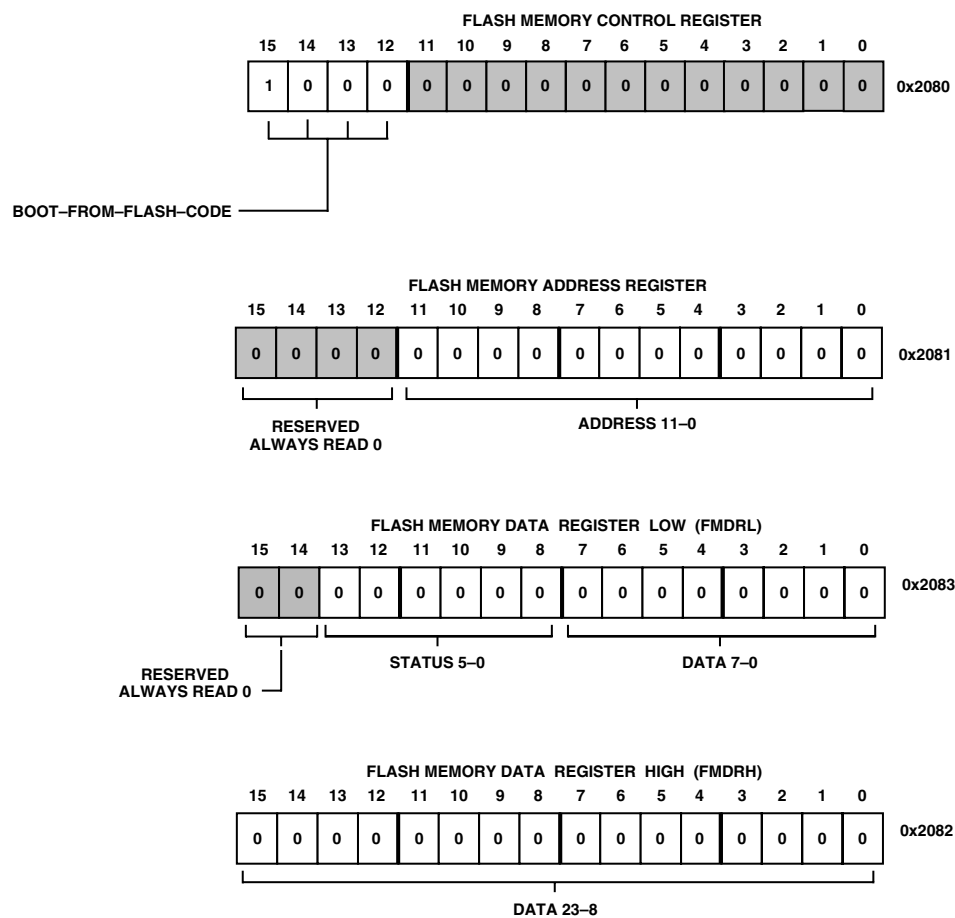 FLASH MEMORY CONTROL REGISTER
15 14 13 12 11 10 9 8 7 6 5 4 3 2 1 0
1 0 0 0 0 0 0 0 0 0 0 0 0 0 0 0 0x2080
BOOT–FROM–FLASH–CODE
FLASH MEMORY ADDRESS REGISTER
15 14 13 12 11 10 9 8 7 6 5 4 3 2 1 0
0 0 0 0 0 0 0 0 0 0 0 0 0 0 0 0 0x2081
RESERVED
ALWAYS READ 0
ADDRESS 11–0
FLASH MEMORY DATA REGISTER LOW (FMDRL)
15 14 13 12 11 10 9 8 7 6 5 4 3 2 1 0
0 0 0 0 0 0 0 0 0 0 0 0 0 0 0 0 0x2083
RESERVED
ALWAYS READ 0
STATUS 5–0
DATA 7–0
FLASH MEMORY DATA REGISTER HIGH (FMDRH)
15 14 13 12 11 10 9 8 7 6 5 4 3 2 1 0
0 0 0 0 0 0 0 0 0 0 0 0 0 0 0 0 0x2082
DATA 23–8